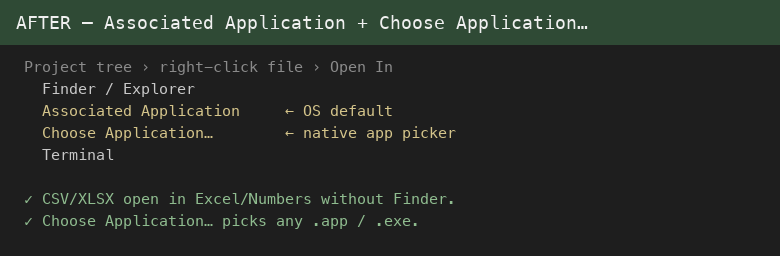 AFTER — Associated Application + Choose Application…
Project tree › right–click file › Open In
Finder / Explorer
Associated Application ← OS default
Choose Application… ← native app picker
Terminal
✓ CSV/XLSX open in Excel/Numbers without Finder.
✓ Choose Application… picks any .app / .exe.